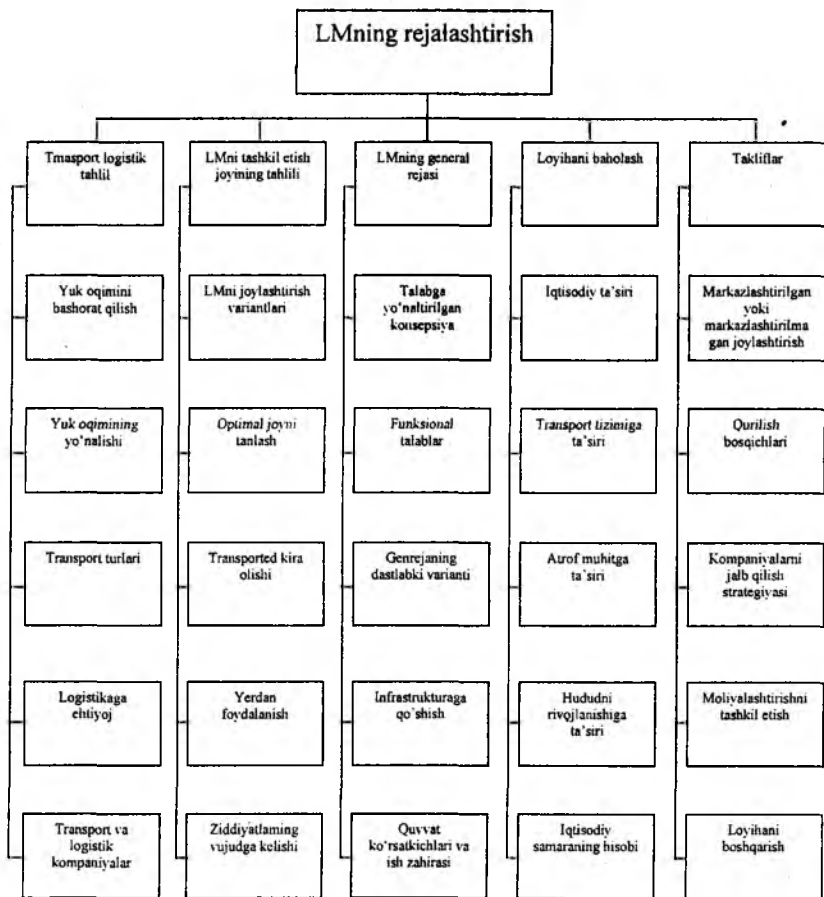 LMning rejalashtirish
Tmasport logistik
tahlil
LMni tashkil etish
joyining tahlili
LMning general
rejasi
Loyihani baholash
Takliflar
Yuk oqimini
bashorat qilish
LMni joylashtirish
variantlari
Talabga
yo'naltirilgan
konsepsiya
Iqtisodiy ta'siri
Markazlashtirilgan
yoki
markazlashtirilma
gan joylashtirish
Yuk oqimining
yo'nalishi
Optimal joyni
tanlash
Funksional
talablar
Transport tizimiga
ta'siri
Qurilish
bosqichlari
Transport turlari
Transported kira
olishi
Genrejaning
dastlabki varianti
Atrof muhitga
ta'siri
Kompaniyalarni
jalb qilish
strategiyasi
Logistikaga
ehtiyoj
Yerdan
foydalanish
Infrastrukturaga
qo'shish
Hududni
rivojlanishiga
ta'siri
Moliyalashtirishni
tashkil etish
Transport va
logistik
kompaniyalar
Ziddiyatlarning
vujudga kelishi
Quvvat
ko'rsatkichlari va
ish zahirasi
Iqtisodiy
samaraning hisobi
Loyihani
boshqarish